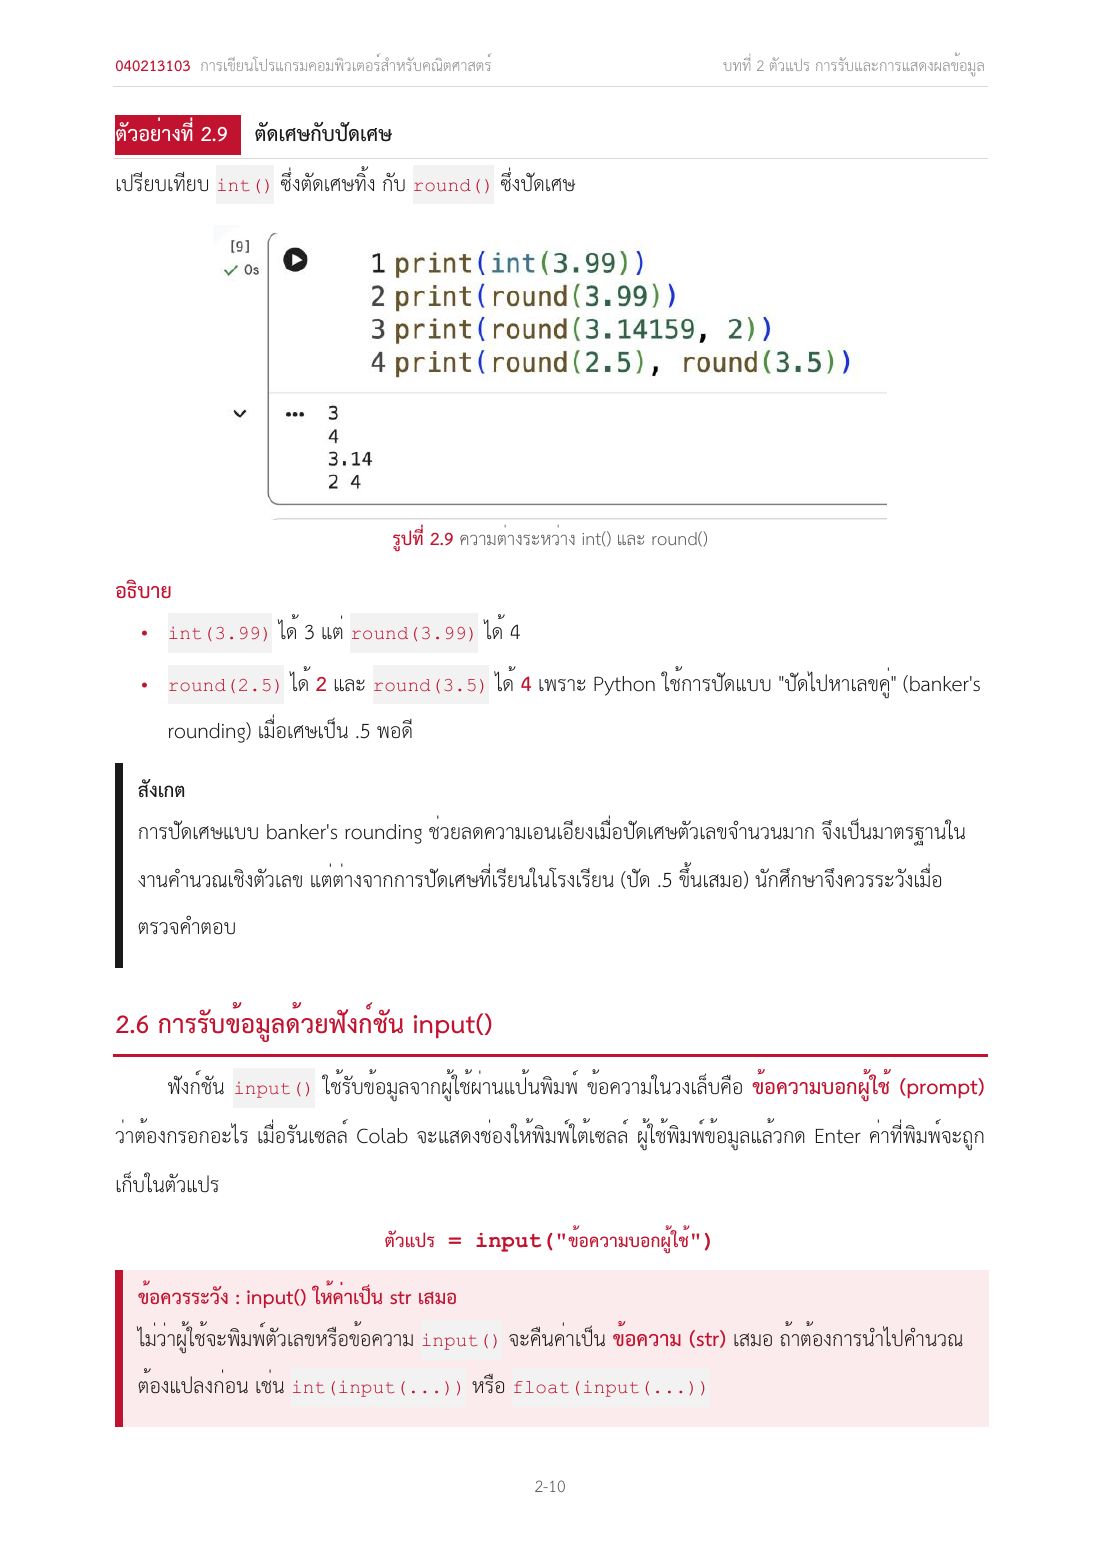 040213103 การเขียนโปรแกรมคอมพิวเตอร์สำหรับคณิตศาสตร์ บทที่ 2 ตัวแปร การรับและการแสดงผลข้อมูล
ตัวอย่างที่ 2.9 ตัดเศษกับปัดเศษ
เปรียบเทียบ int() ซึ่งตัดเศษทิ้ง กับ round() ซึ่งปัดเศษ
[9]
0s
1 print(int(3.99))
2 print(round(3.99))
3 print(round(3.14159, 2))
4 print(round(2.5), round(3.5))
3
4
3.14
2 4
รูปที่ 2.9 ความต่างระหว่าง int() และ round()
อธิบาย
• int(3.99) ได้ 3 แต่ round(3.99) ได้ 4
• round(2.5) ได้ 2 และ round(3.5) ได้ 4 เพราะ Python ใช้การปัดแบบ "ปัดไปหาเลขคู่" (banker's
rounding) เมื่อเศษเป็น .5 พอดี
สังเกต
การปัดเศษแบบ banker's rounding ช่วยลดความเอนเอียงเมื่อปัดเศษตัวเลขจำนวนมาก จึงเป็นมาตรฐานใน
งานคำนวณเชิงตัวเลข แต่ต่างจากการปัดเศษที่เรียนในโรงเรียน (ปัด .5 ขึ้นเสมอ) นักศึกษาจึงควรระวังเมื่อ
ตรวจคำตอบ
2.6 การรับข้อมูลด้วยฟังก์ชัน input()
ฟังก์ชัน input() ใช้รับข้อมูลจากผู้ใช้ผ่านแป้นพิมพ์ ข้อความในวงเล็บคือ ข้อความบอกผู้ใช้ (prompt)
ว่าต้องกรอกอะไร เมื่อรันเซลล์ Colab จะแสดงช่องให้พิมพ์ใต้เซลล์ ผู้ใช้พิมพ์ข้อมูลแล้วกด Enter ค่าที่พิมพ์จะถูก
เก็บในตัวแปร
ตัวแปร = input("ข้อความบอกผู้ใช้")
ข้อควรระวัง : input() ให้ค่าเป็น str เสมอ
ไม่ว่าผู้ใช้จะพิมพ์ตัวเลขหรือข้อความ input() จะคืนค่าเป็น ข้อความ (str) เสมอ ถ้าต้องการนำไปคำนวณ
ต้องแปลงก่อน เช่น int(input(...)) หรือ float(input(...))
2-10